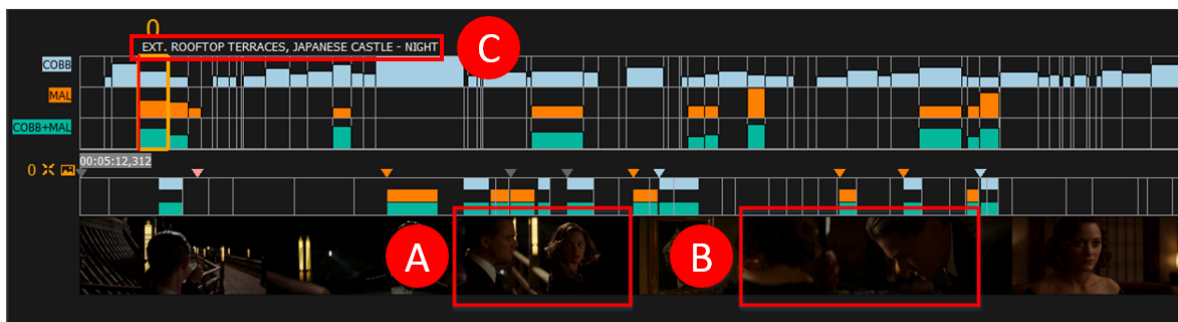 0
EXT. ROOFTOP TERRACES, JAPANESE CASTLE - NIGHT
C
COBB
MAL
COBB+MAL
00:05:12,312
0
A
B